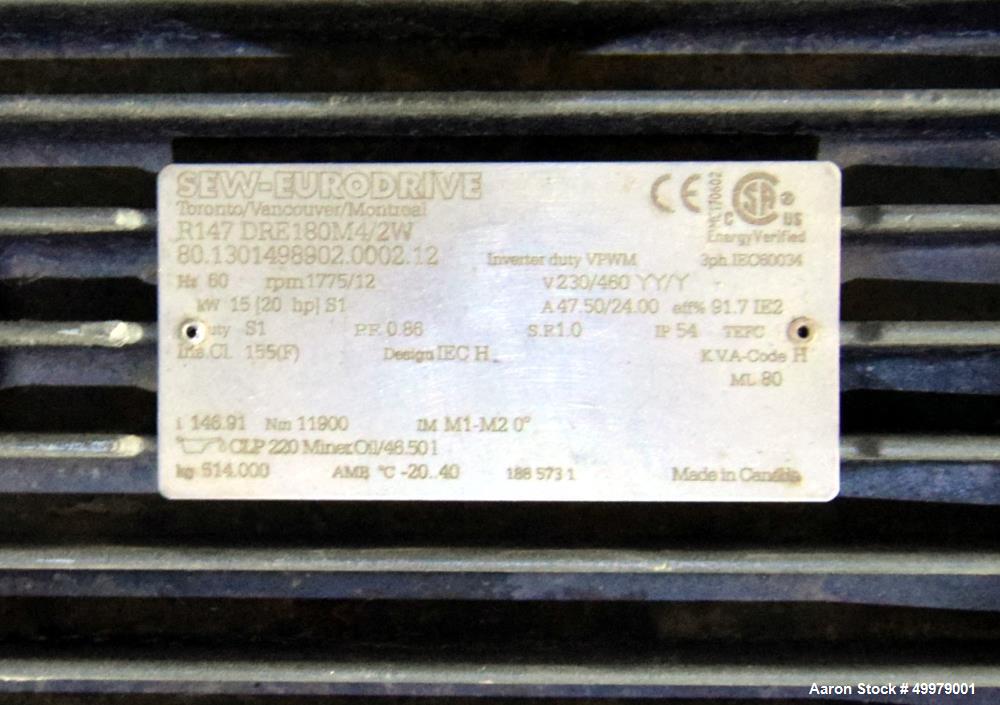 SEW-EURODRIVE
Toronto/Vancouver/Montreal
CE
MC170602
CSA ®
C US
Energy Verified
R147 DRE180M4/2W
80.1301498902.0002.12 Inverter duty VPWM 3ph.IEC60034
Hz 60 rpm 1775/12 V 230/460 YY/Y
kW 15 [20 hp] S1 A 47.50/24.00 eff% 91.7 IE2
Duty S1 P.F. 0.86 S.F.1.0 IP 54 TEFC
Ins.Cl. 155(F) Design IEC H K.V.A-Code H
ML 80
i 146.91 Nm 11900 IM M1-M2 0°
CLP 220 Miner.Oil/46.50 l
kg 514.000 AMB °C -20..40 188 573 1 Made in Canada
Aaron Stock # 49979001